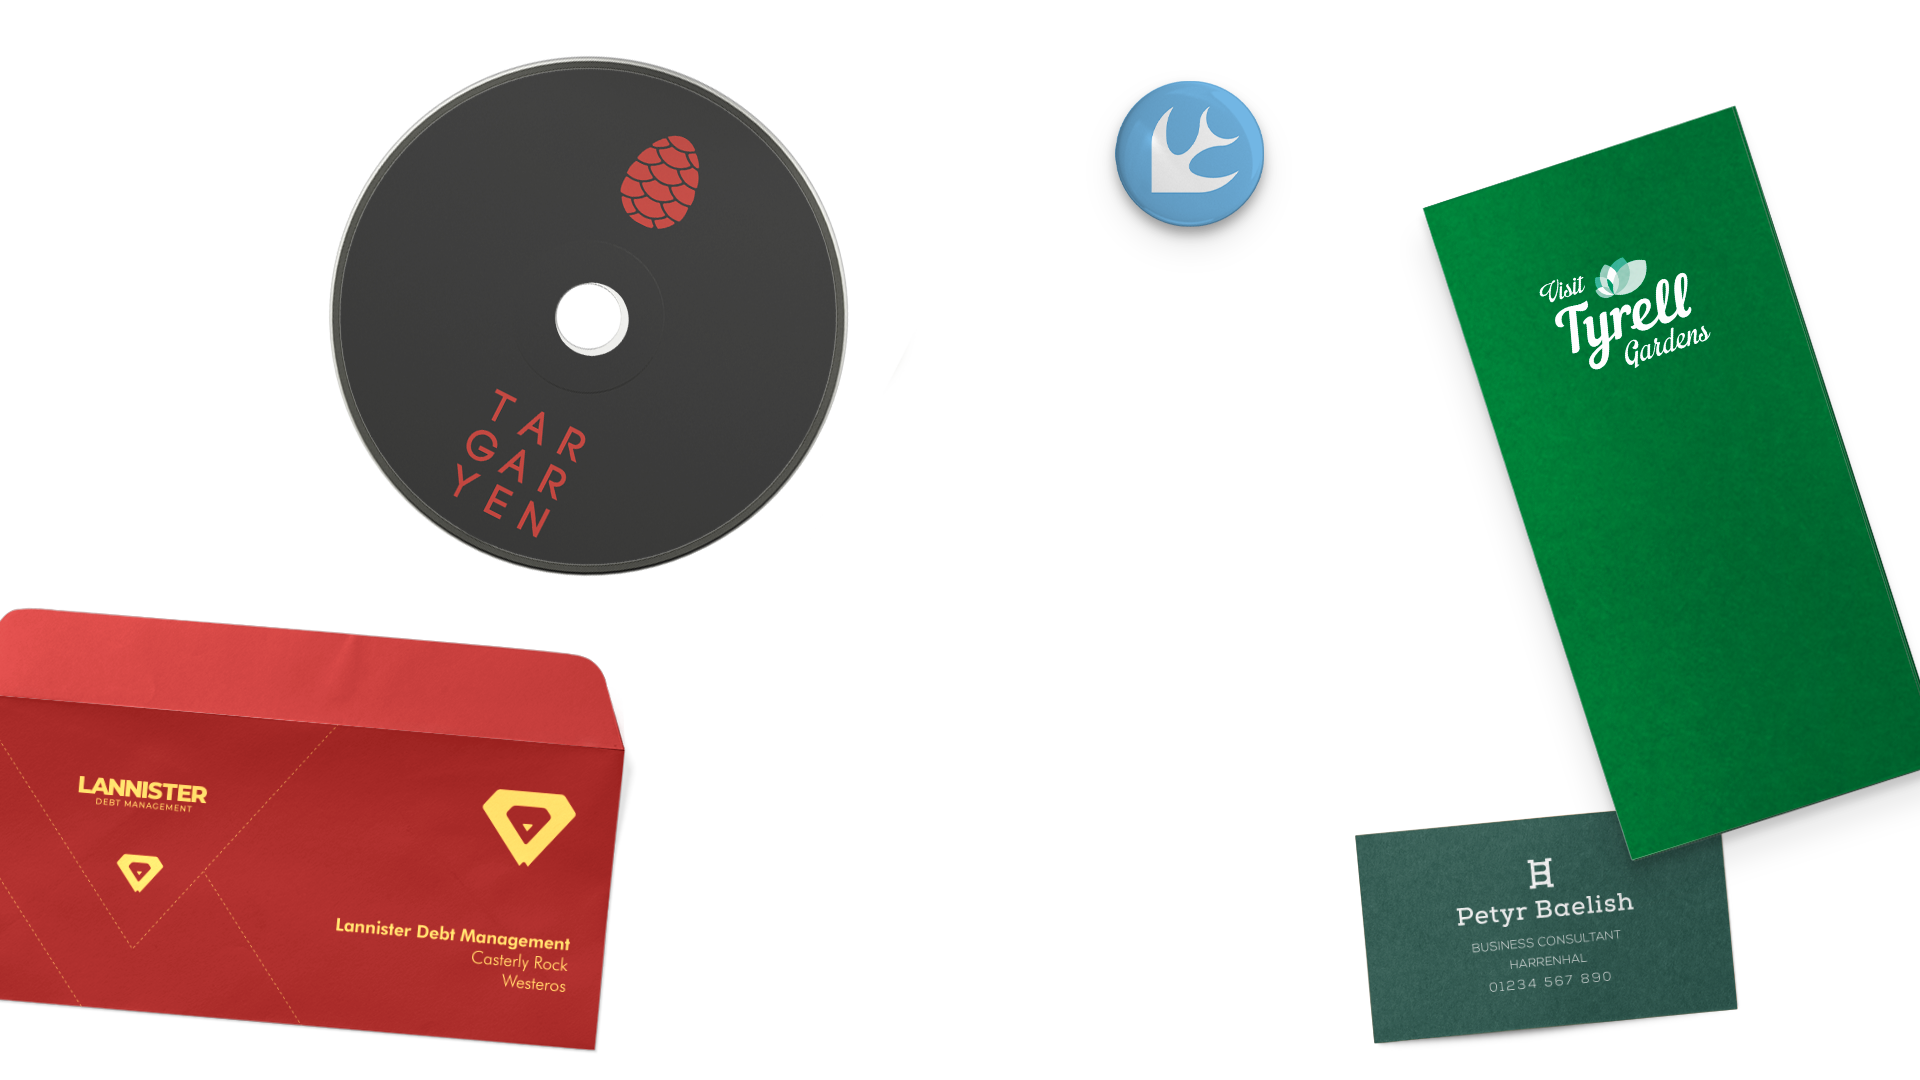 TAR
GAR
YEN
Visit
Tyrell
Gardens
LANNISTER
DEBT MANAGEMENT
Lannister Debt Management
Casterly Rock
Westeros
Petyr Baelish
BUSINESS CONSULTANT
HARRENHAL
01234 567 890